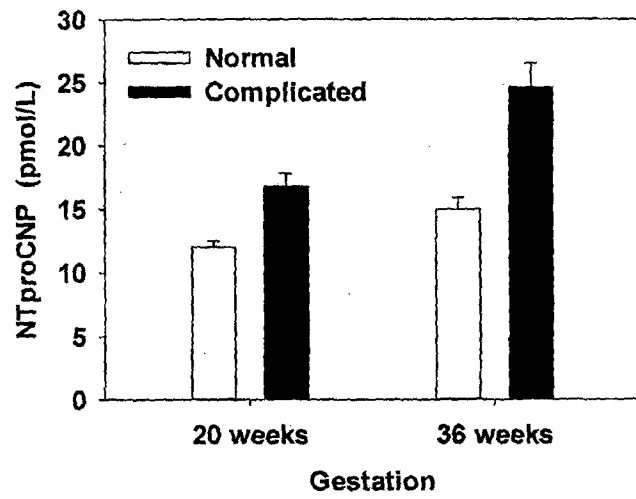 30
25
20
15
10
5
0
NTproCNP (pmol/L)
Normal
Complicated
20 weeks
36 weeks
Gestation